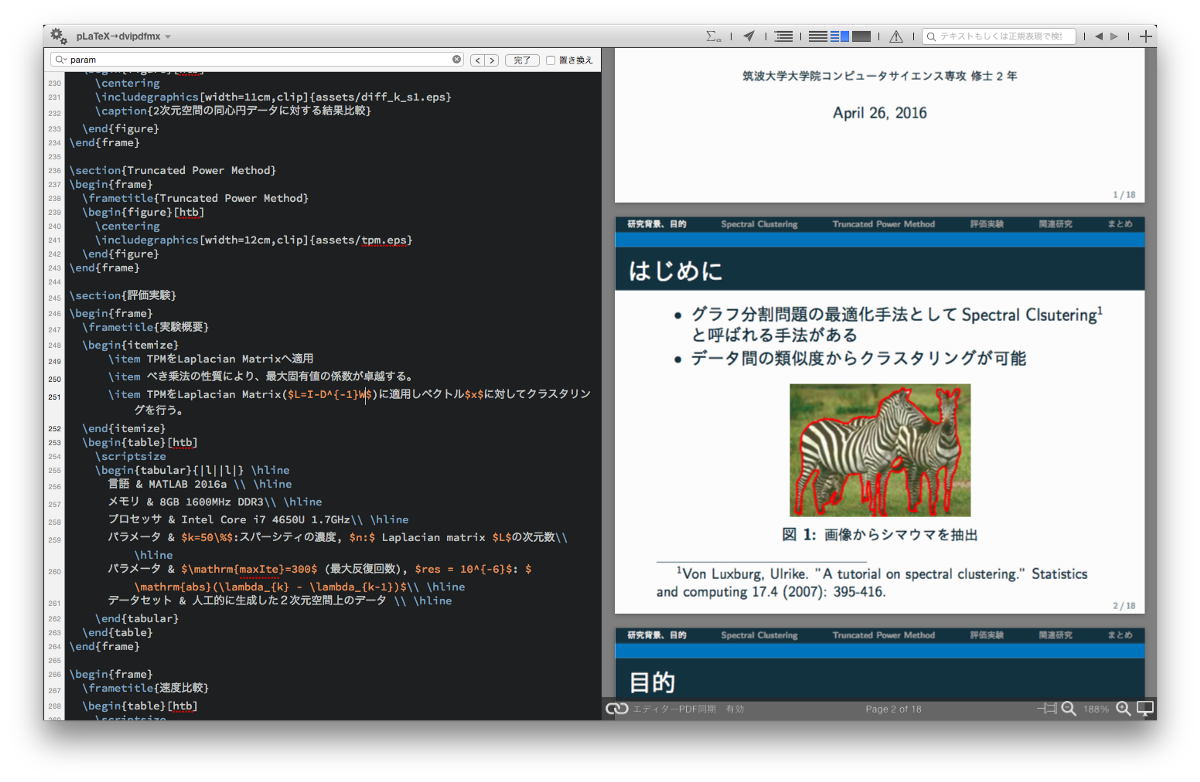 pLaTeX→dvipdfmx
テキストもしくは正規表現で検
param
完了
置き換え
230
231 \centering
232 \includegraphics[width=11cm,clip]{assets/diff_k_s1.eps}
\caption{2次元空間の同心円データに対する結果比較}
233 \end{figure}
234 \end{frame}
235
236 \section{Truncated Power Method}
237 \begin{frame}
238 \frametitle{Truncated Power Method}
239 \begin{figure}[htb]
240 \centering
241 \includegraphics[width=12cm,clip]{assets/tpm.eps}
242 \end{figure}
243 \end{frame}
244
245 \section{評価実験}
246 \begin{frame}
247 \frametitle{実験概要}
248 \begin{itemize}
249 \item TPMをLaplacian Matrixへ適用
250 \item べき乗法の性質により、最大固有値の係数が卓越する。
251 \item TPMをLaplacian Matrix($L=I-D^{-1}W$)に適用しベクトル$x$に対してクラスタリン
グを行う。
252 \end{itemize}
253 \begin{table}[htb]
254 \scriptsize
255 \begin{tabular}{|l||l|} \hline
256 言語 & MATLAB 2016a \\ \hline
257 メモリ & 8GB 1600MHz DDR3\\ \hline
258 プロセッサ & Intel Core i7 4650U 1.7GHz\\ \hline
259 パラメータ & $k=50\%$:スパーシティの濃度, $n:$ Laplacian matrix $L$の次元数\\
\hline
260 パラメータ & $\mathrm{maxIte}=300$ (最大反復回数), $res = 10^{-6}$: $
\mathrm{abs}(\lambda_{k} - \lambda_{k-1})$\\ \hline
261 データセット & 人工的に生成した２次元空間上のデータ \\ \hline
262 \end{tabular}
263 \end{table}
264 \end{frame}
265
266 \begin{frame}
267 \frametitle{速度比較}
268 \begin{table}[htb]
269 \scriptsize
筑波大学大学院コンピュータサイエンス専攻 修士 2 年
April 26, 2016
1 / 18
研究背景、目的 Spectral Clustering Truncated Power Method 評価実験 関連研究 まとめ
はじめに
• グラフ分割問題の最適化手法として Spectral Clsutering1
と呼ばれる手法がある
• データ間の類似度からクラスタリングが可能
図 1: 画像からシマウマを抽出
1Von Luxburg, Ulrike. "A tutorial on spectral clustering." Statistics
and computing 17.4 (2007): 395-416.
2 / 18
研究背景、目的 Spectral Clustering Truncated Power Method 評価実験 関連研究 まとめ
目的
エディターPDF同期 有効
Page 2 of 18
188%